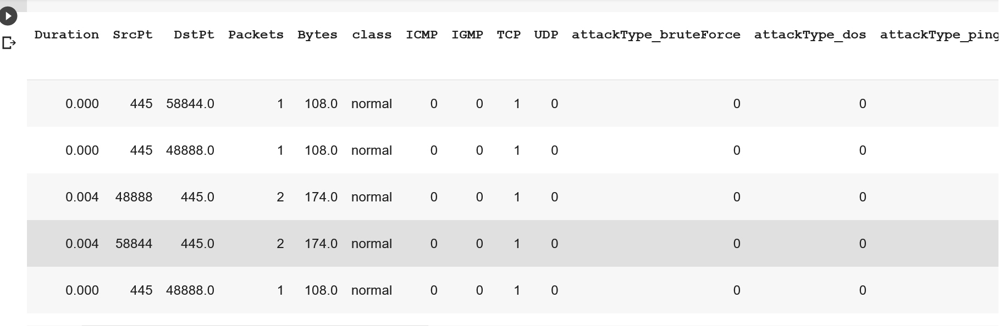 Duration SrcPt DstPt Packets Bytes class ICMP IGMP TCP UDP attackType_bruteForce attackType_dos attackType_ping
0.000 445 58844.0 1 108.0 normal 0 0 1 0 0 0
0.000 445 48888.0 1 108.0 normal 0 0 1 0 0 0
0.004 48888 445.0 2 174.0 normal 0 0 1 0 0 0
0.004 58844 445.0 2 174.0 normal 0 0 1 0 0 0
0.000 445 48888.0 1 108.0 normal 0 0 1 0 0 0